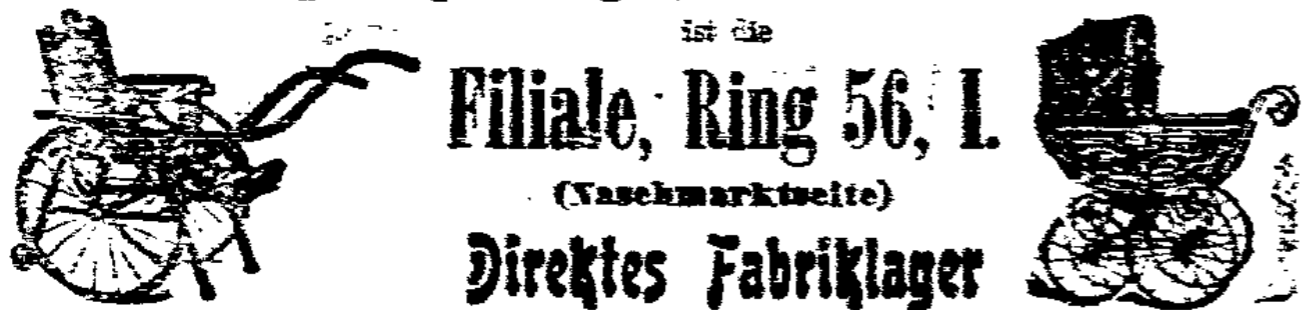 ist die
Filiale, Ring 56, I.
(Naschmarktseite)
Direktes Fabriklager